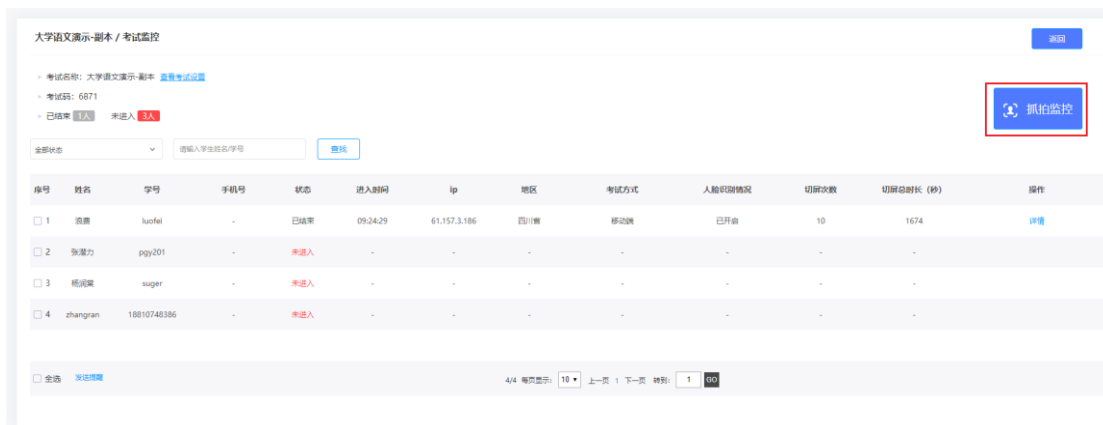 大学语文演示-副本 / 考试监控 返回
考试名称：大学语文演示-副本 查看考试设置
考试码：6871
已结束 1人 未进入 3人
抓拍监控
全部状态 请输入学生姓名/学号 查找
序号 姓名 学号 手机号 状态 进入时间 ip 地区 考试方式 人脸识别情况 切屏次数 切屏总时长（秒） 操作
1 浪费 luofei - 已结束 09:24:29 61.157.3.186 四川省 移动端 已开启 10 1674 详情
2 张潜力 pgy201 - 未进入 - - - - - - -
3 杨润棠 suger - 未进入 - - - - - - -
4 zhangran 18810748386 - 未进入 - - - - - - -
全选 发送提醒 4/4 每页显示: 10 上一页 1 下一页 转到: 1 GO